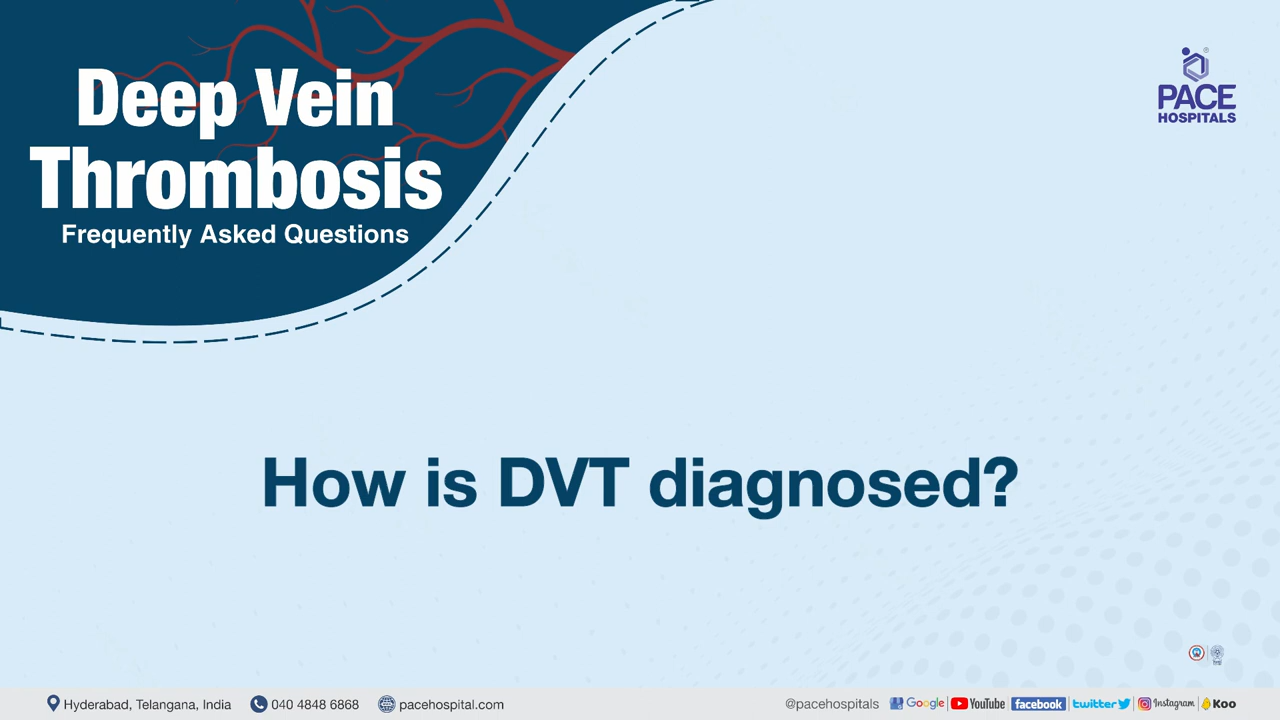 Deep Vein
Thrombosis
Frequently Asked Questions
PACE
HOSPITALS
How is DVT diagnosed?
Hyderabad, Telangana, India 040 4848 6868 pacehospital.com @pacehospitals Google YouTube facebook twitter Instagram Koo